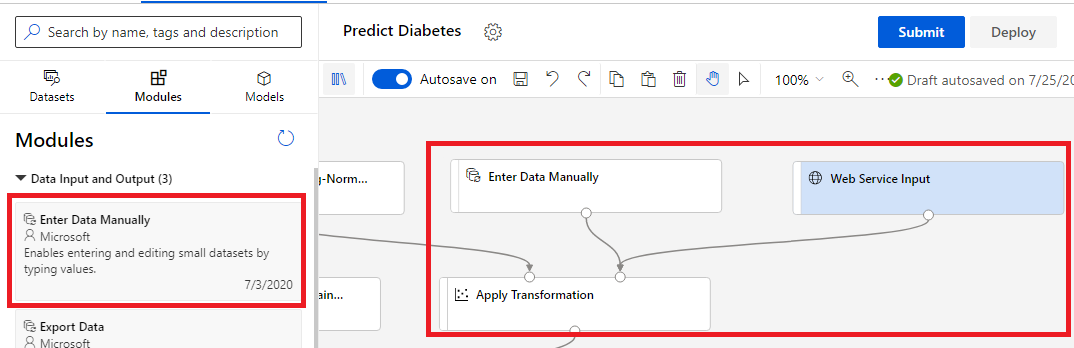 Search by name, tags and description
Datasets
Modules
Models
Modules
Data Input and Output (3)
Enter Data Manually
Microsoft
Enables entering and editing small datasets by
typing values.
7/3/2020
Export Data
Microsoft
Predict Diabetes
Submit
Deploy
Autosave on
100%
Draft autosaved on 7/25/20
g-Norm...
Enter Data Manually
Web Service Input
ain...
Apply Transformation